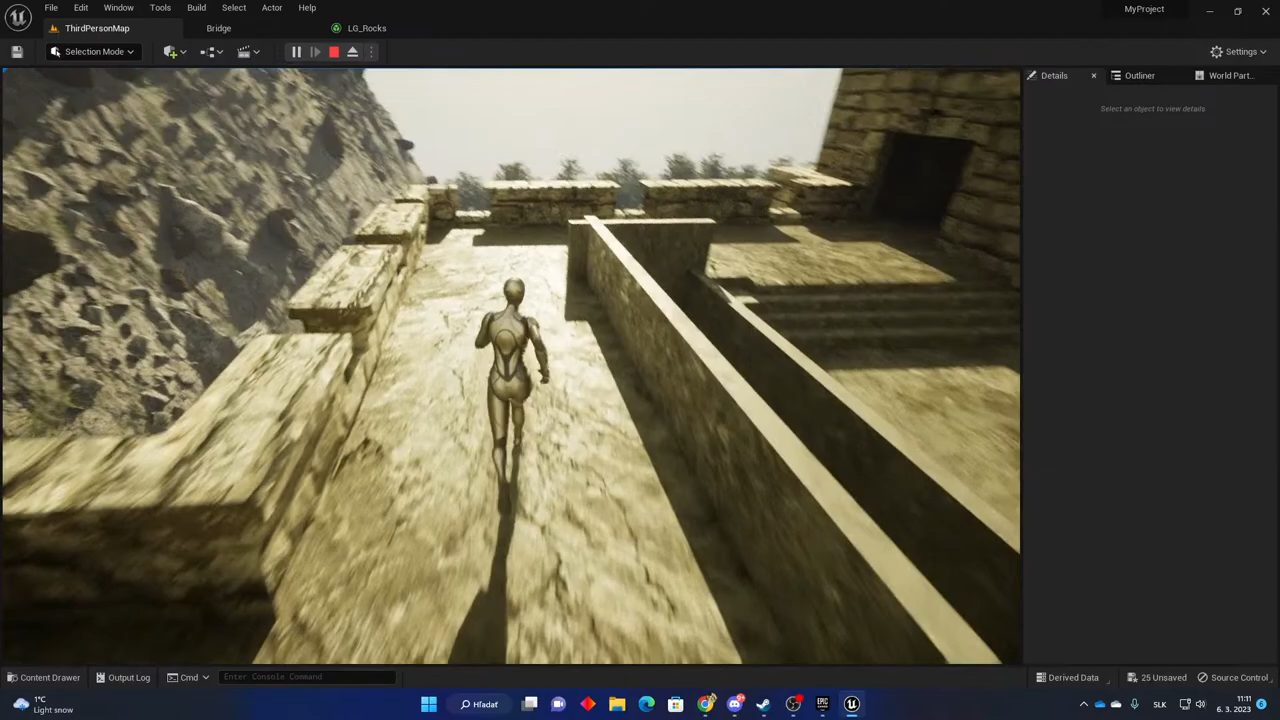 File Edit Window Tools Build Select Actor Help
MyProject
ThirdPersonMap Bridge LG_Rocks
Selection Mode
Settings
Details Outliner World Part...
Select an object to view details.
Content Drawer Output Log Cmd Enter Console Command
Derived Data 25 Unsaved Source Control
1°C
Light snow
Hľadať
SLK
11:11
6. 3. 2023